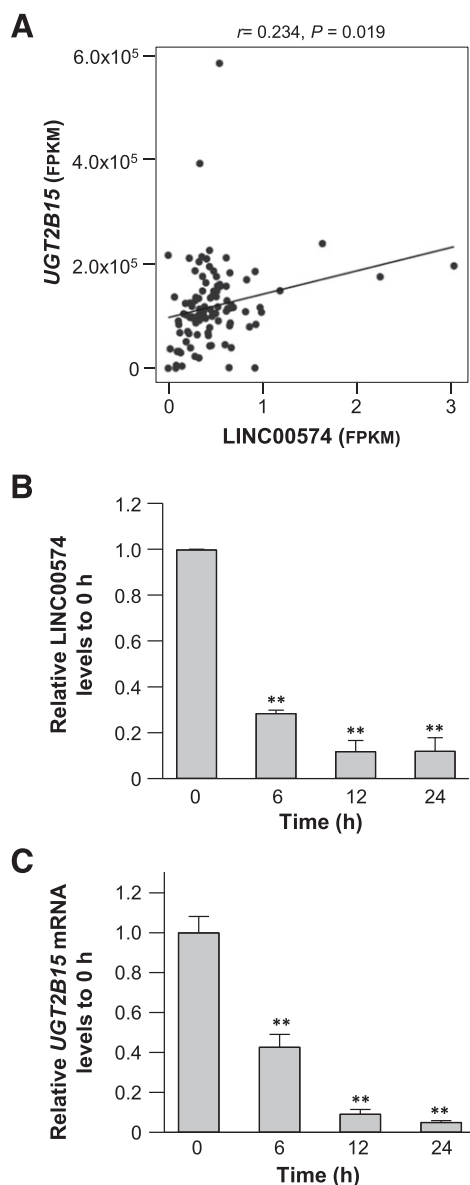 A
r= 0.234, P = 0.019
6.0x10⁵
4.0x10⁵
2.0x10⁵
0
UGT2B15 (FPKM)
0 1 2 3
LINC00574 (FPKM)
B
1.2
1.0
0.8
0.6
0.4
0.2
0
Relative LINC00574
levels to 0 h
**
**
**
0 6 12 24
Time (h)
C
1.2
1.0
0.8
0.6
0.4
0.2
0
Relative UGT2B15 mRNA
levels to 0 h
**
**
**
0 6 12 24
Time (h)